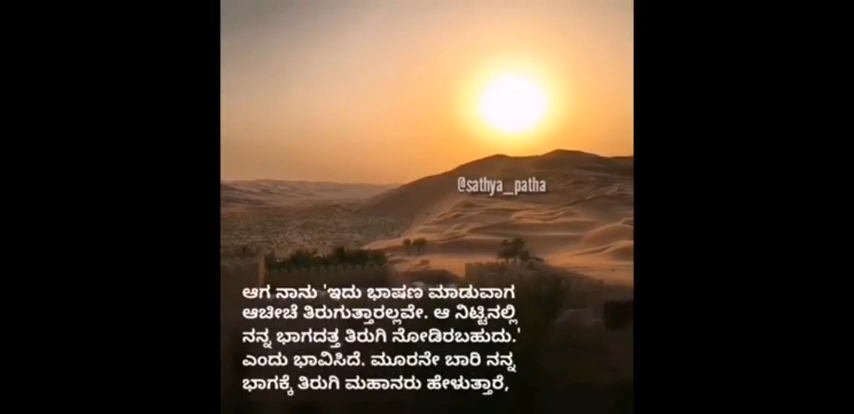 @sathya_patha
ಆಗ ನಾನು 'ಇದು ಭಾಷಣ ಮಾಡುವಾಗ
ಆಚೀಚೆ ತಿರುಗುತ್ತಾರಲ್ಲವೇ. ಆ ನಿಟ್ಟಿನಲ್ಲಿ
ನನ್ನ ಭಾಗದತ್ತ ತಿರುಗಿ ನೋಡಿರಬಹುದು.'
ಎಂದು ಭಾವಿಸಿದೆ. ಮೂರನೇ ಬಾರಿ ನನ್ನ
ಭಾಗಕ್ಕೆ ತಿರುಗಿ ಮಹಾನರು ಹೇಳುತ್ತಾರೆ,